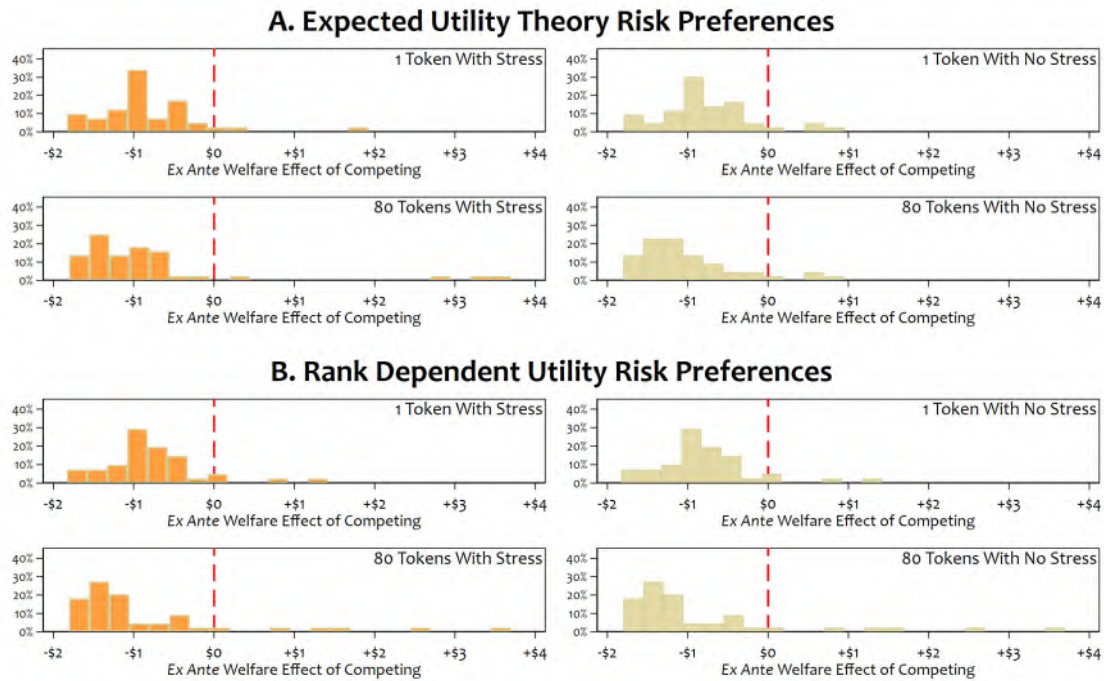 A. Expected Utility Theory Risk Preferences
1 Token With Stress
40%
30%
20%
10%
0%
-$2 -$1 $0 +$1 +$2 +$3 +$4
Ex Ante Welfare Effect of Competing
1 Token With No Stress
40%
30%
20%
10%
0%
-$2 -$1 $0 +$1 +$2 +$3 +$4
Ex Ante Welfare Effect of Competing
80 Tokens With Stress
40%
30%
20%
10%
0%
-$2 -$1 $0 +$1 +$2 +$3 +$4
Ex Ante Welfare Effect of Competing
80 Tokens With No Stress
40%
30%
20%
10%
0%
-$2 -$1 $0 +$1 +$2 +$3 +$4
Ex Ante Welfare Effect of Competing
B. Rank Dependent Utility Risk Preferences
1 Token With Stress
40%
30%
20%
10%
0%
-$2 -$1 $0 +$1 +$2 +$3 +$4
Ex Ante Welfare Effect of Competing
1 Token With No Stress
40%
30%
20%
10%
0%
-$2 -$1 $0 +$1 +$2 +$3 +$4
Ex Ante Welfare Effect of Competing
80 Tokens With Stress
40%
30%
20%
10%
0%
-$2 -$1 $0 +$1 +$2 +$3 +$4
Ex Ante Welfare Effect of Competing
80 Tokens With No Stress
40%
30%
20%
10%
0%
-$2 -$1 $0 +$1 +$2 +$3 +$4
Ex Ante Welfare Effect of Competing